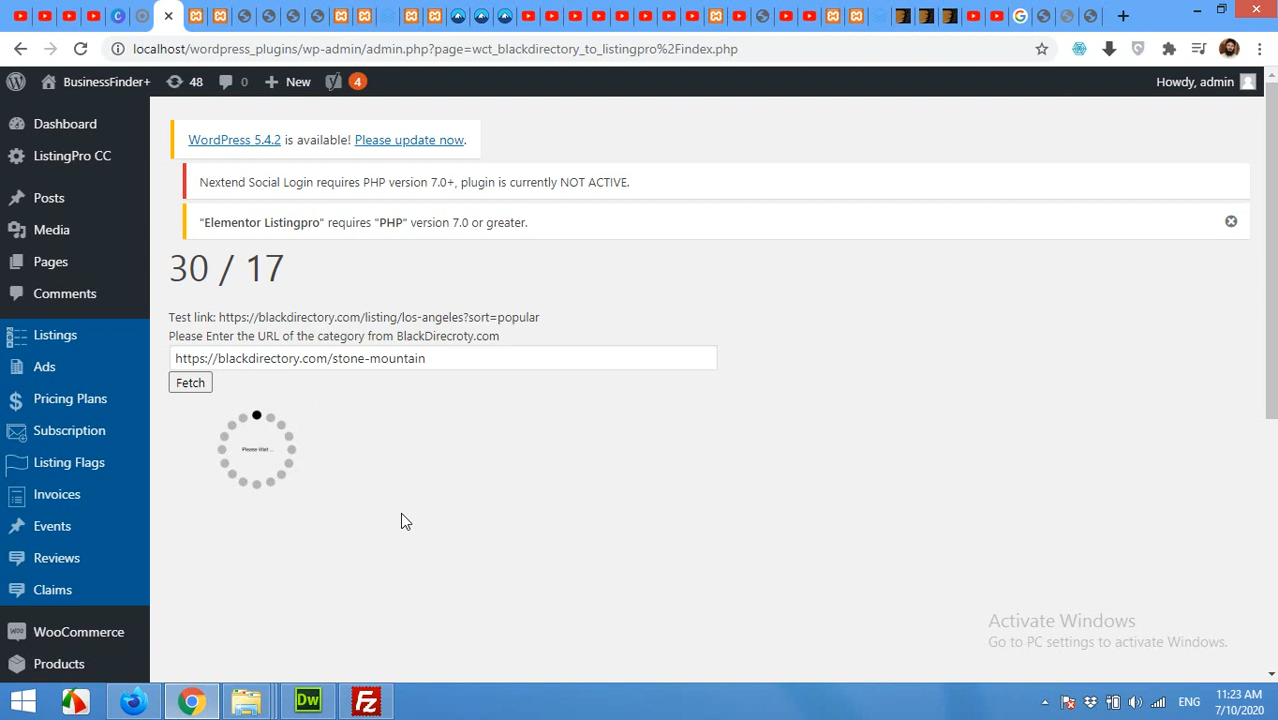 localhost/wordpress_plugins/wp-admin/admin.php?page=wct_blackdirectory_to_listingpro%2Findex.php
BusinessFinder+
48
0
New
4
Howdy, admin
Dashboard
ListingPro CC
Posts
Media
Pages
Comments
Listings
Ads
Pricing Plans
Subscription
Listing Flags
Invoices
Events
Reviews
Claims
WooCommerce
Products
WordPress 5.4.2 is available! Please update now.
Nextend Social Login requires PHP version 7.0+, plugin is currently NOT ACTIVE.
"Elementor Listingpro" requires "PHP" version 7.0 or greater.
30 / 17
Test link: https://blackdirectory.com/listing/los-angeles?sort=popular
Please Enter the URL of the category from BlackDirecroty.com
https://blackdirectory.com/stone-mountain
Fetch
Please Wait ...
Activate Windows
Go to PC settings to activate Windows.
Dw
Fz
ENG
11:23 AM
7/10/2020